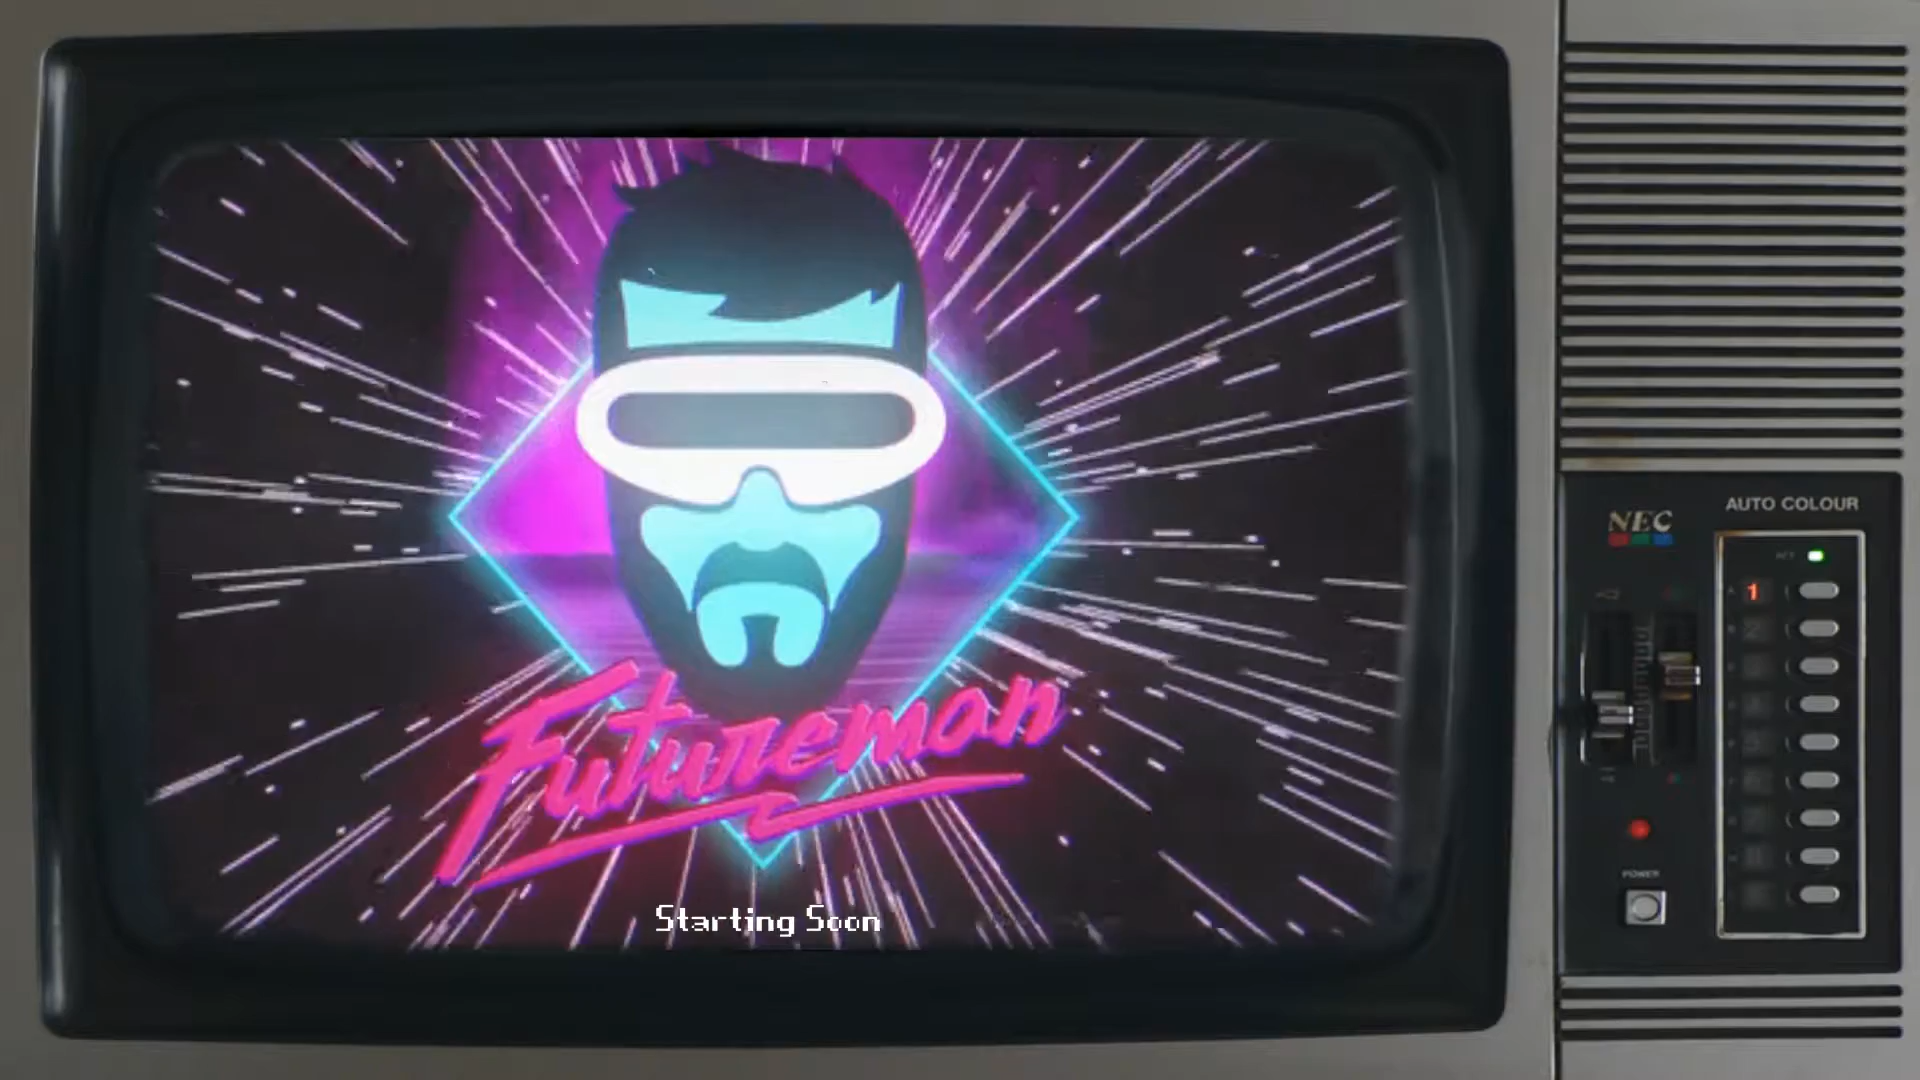 Futureman
Starting Soon
NEC
AUTO COLOUR
1
POWER